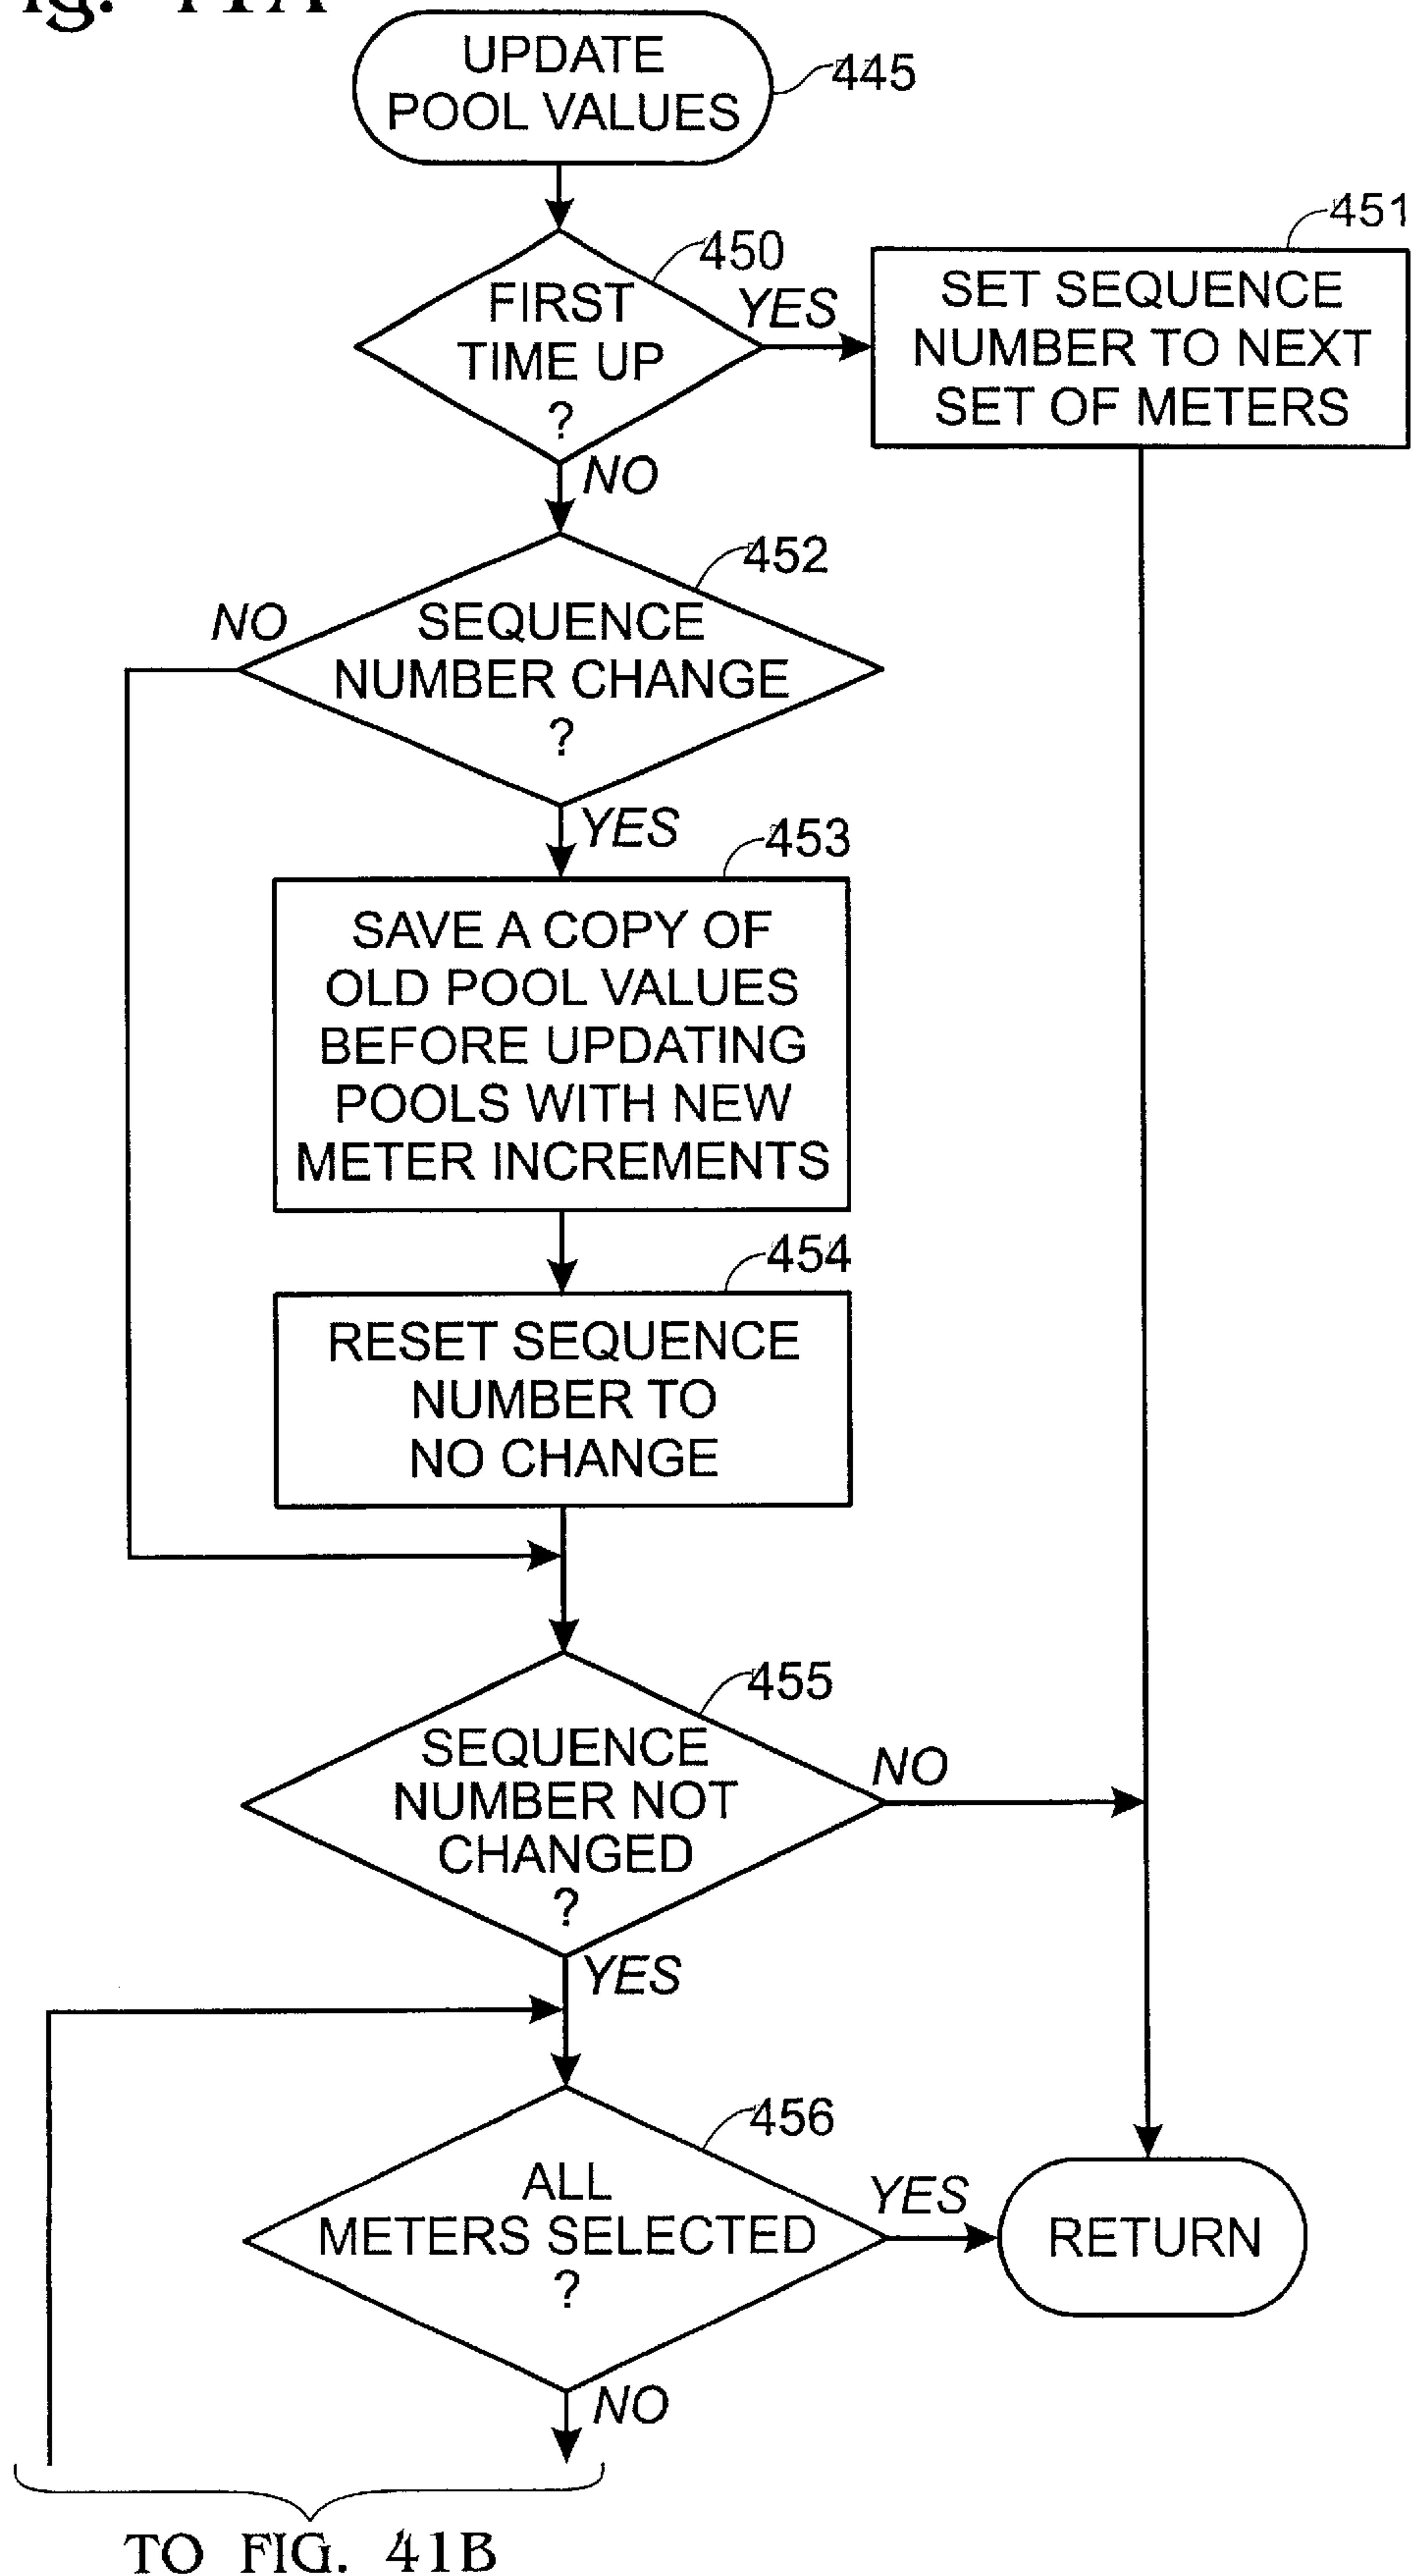 UPDATE
POOL VALUES
445
450
FIRST
TIME UP
?
YES
451
SET SEQUENCE
NUMBER TO NEXT
SET OF METERS
NO
452
NO
SEQUENCE
NUMBER CHANGE
?
YES
453
SAVE A COPY OF
OLD POOL VALUES
BEFORE UPDATING
POOLS WITH NEW
METER INCREMENTS
454
RESET SEQUENCE
NUMBER TO
NO CHANGE
455
SEQUENCE
NUMBER NOT
CHANGED
?
NO
YES
456
ALL
METERS SELECTED
?
YES
RETURN
NO
TO FIG. 41B